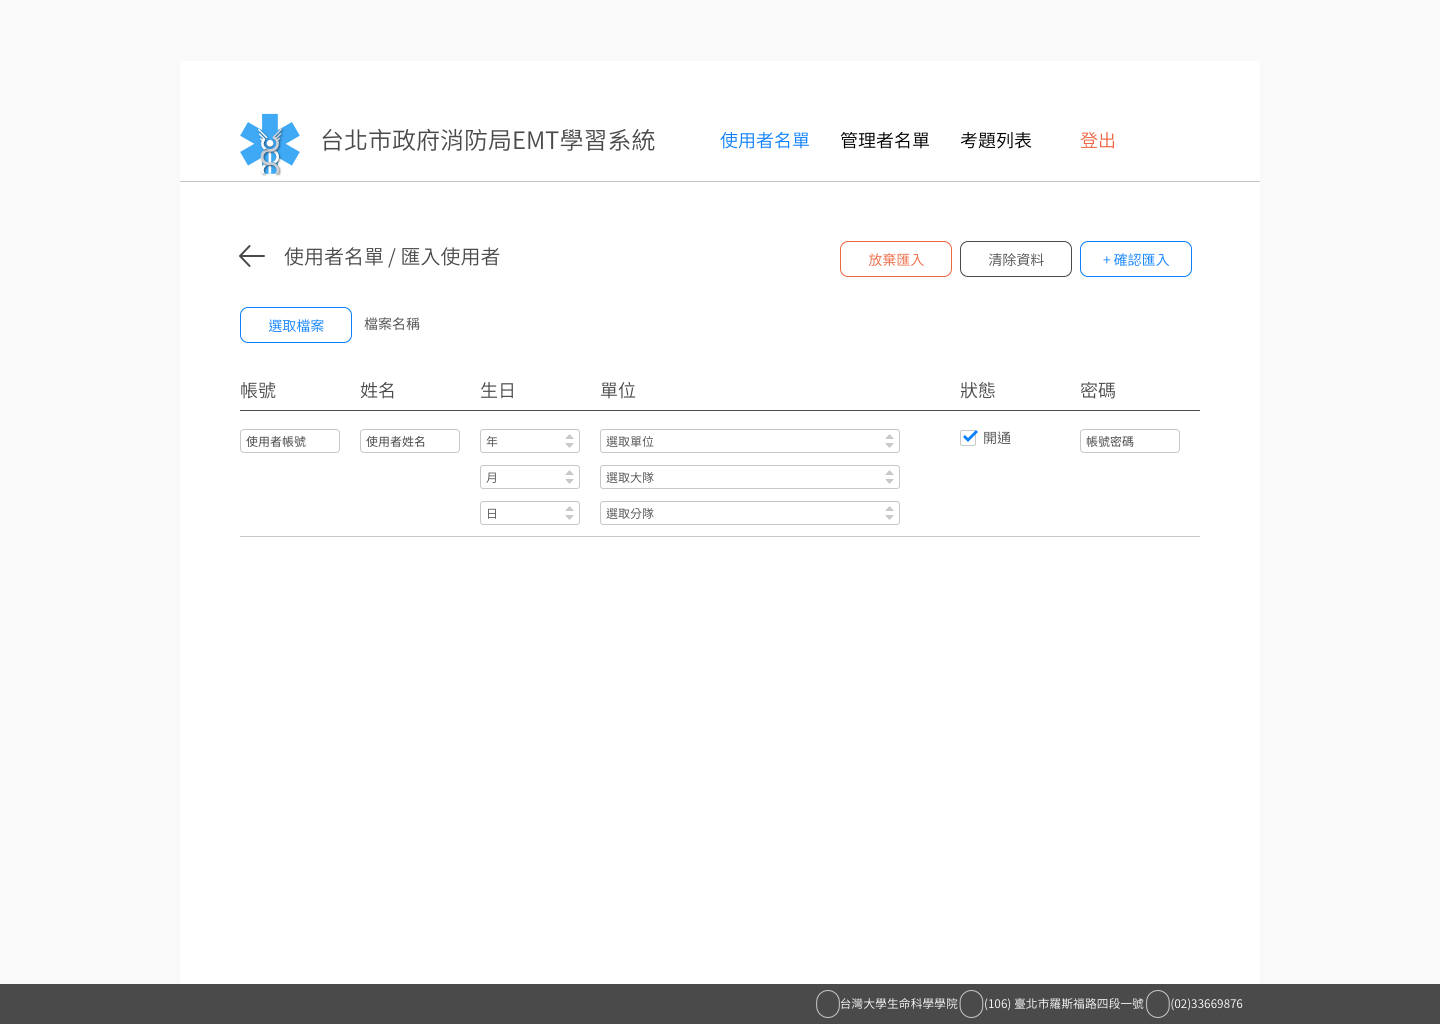 台北市政府消防局EMT學習系統 使用者名單 管理者名單 考題列表 登出
使用者名單 / 匯入使用者 放棄匯入 清除資料 + 確認匯入
選取檔案 檔案名稱
帳號 姓名 生日 單位 狀態 密碼
使用者帳號 使用者姓名 年 選取單位 開通 帳號密碼
月 選取大隊
日 選取分隊
台灣大學生命科學學院 (106) 臺北市羅斯福路四段一號 (02)33669876